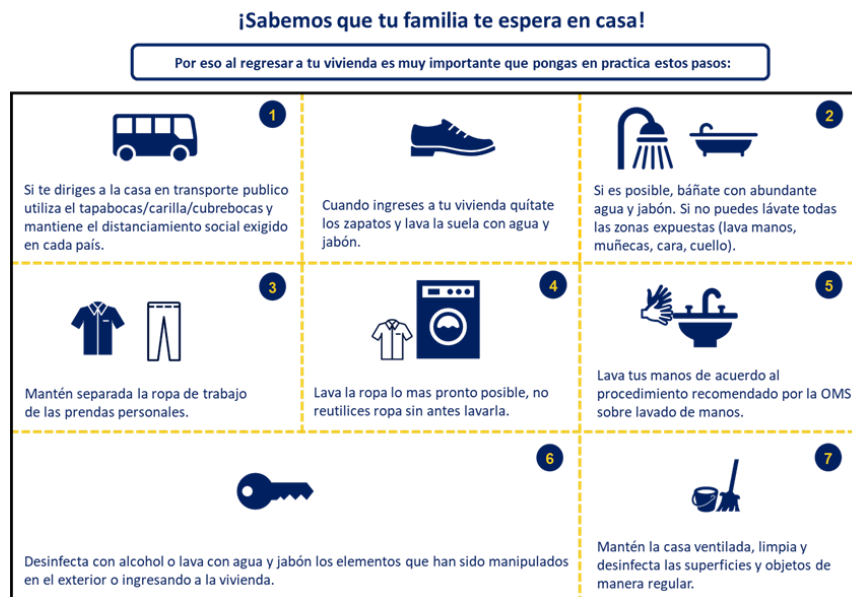 ¡Sabemos que tu familia te espera en casa!
Por eso al regresar a tu vivienda es muy importante que pongas en practica estos pasos:
1
Si te diriges a la casa en transporte publico
utiliza el tapabocas/carilla/cubrebocas y
mantiene el distanciamiento social exigido
en cada país.
Cuando ingreses a tu vivienda quítate
los zapatos y lava la suela con agua y
jabón.
2
Si es posible, báñate con abundante
agua y jabón. Si no puedes lávate todas
las zonas expuestas (lava manos,
muñecas, cara, cuello).
3
Mantén separada la ropa de trabajo
de las prendas personales.
4
Lava la ropa lo mas pronto posible, no
reutilices ropa sin antes lavarla.
5
Lava tus manos de acuerdo al
procedimiento recomendado por la OMS
sobre lavado de manos.
6
Desinfecta con alcohol o lava con agua y jabón los elementos que han sido manipulados
en el exterior o ingresando a la vivienda.
7
Mantén la casa ventilada, limpia y
desinfecta las superficies y objetos de
manera regular.